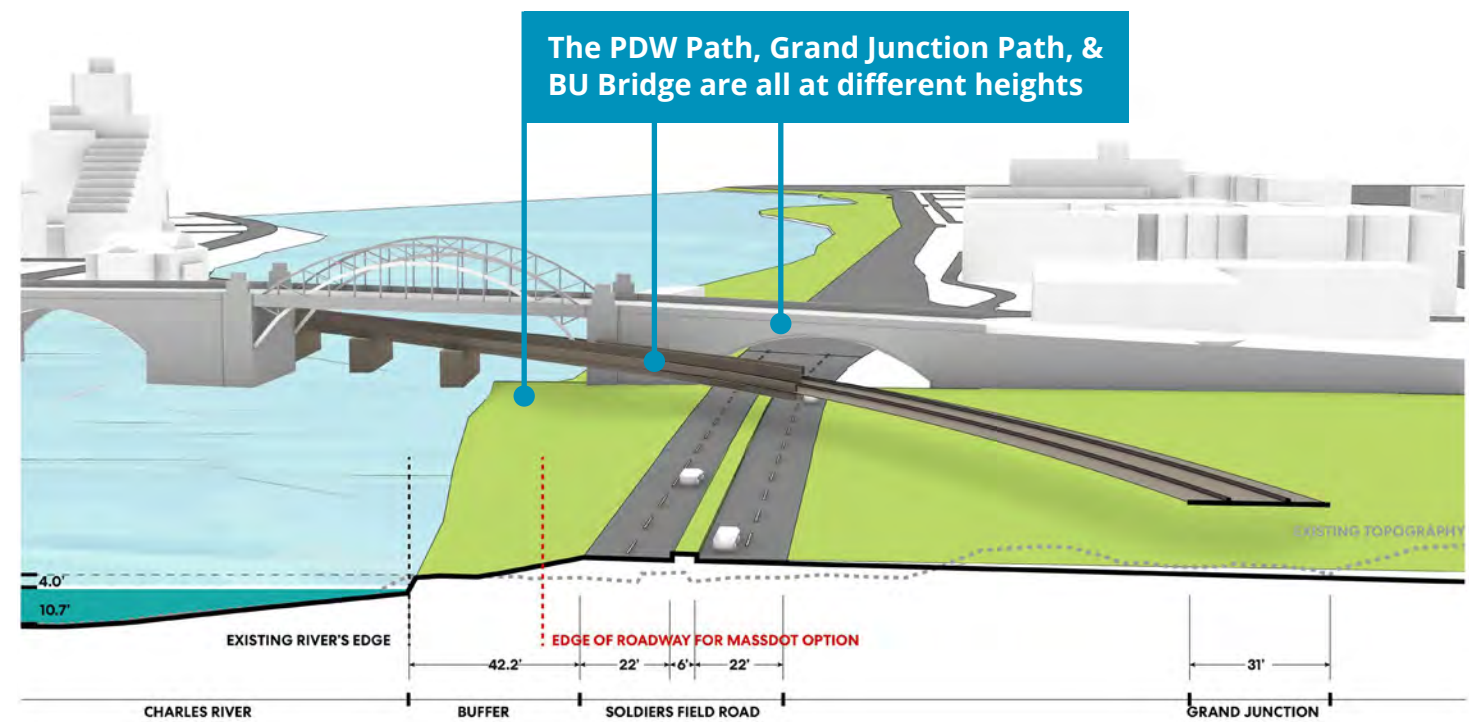 The PDW Path, Grand Junction Path, &
BU Bridge are all at different heights
EXISTING TOPOGRAPHY
4.0'
10.7'
EXISTING RIVER'S EDGE
EDGE OF ROADWAY FOR MASSDOT OPTION
42.2' 22' 6' 22' 31'
CHARLES RIVER BUFFER SOLDIERS FIELD ROAD GRAND JUNCTION